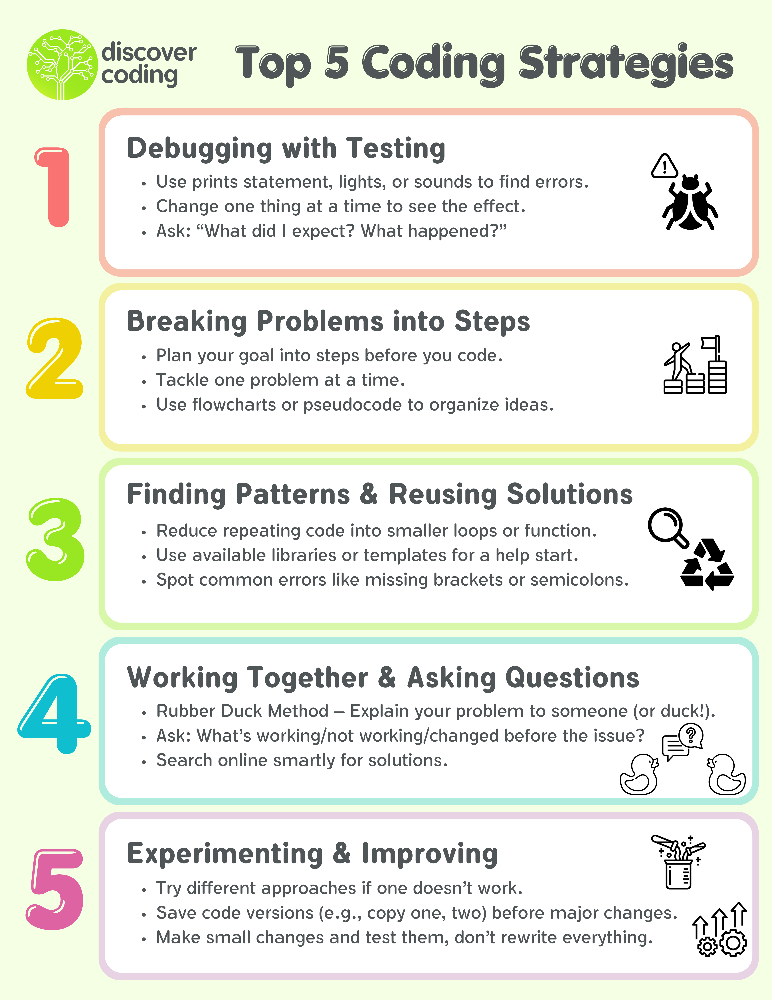 discover
coding
Top 5 Coding Strategies
1
Debugging with Testing
• Use prints statement, lights, or sounds to find errors.
• Change one thing at a time to see the effect.
• Ask: “What did I expect? What happened?”
2
Breaking Problems into Steps
• Plan your goal into steps before you code.
• Tackle one problem at a time.
• Use flowcharts or pseudocode to organize ideas.
3
Finding Patterns & Reusing Solutions
• Reduce repeating code into smaller loops or function.
• Use available libraries or templates for a help start.
• Spot common errors like missing brackets or semicolons.
4
Working Together & Asking Questions
• Rubber Duck Method – Explain your problem to someone (or duck!).
• Ask: What’s working/not working/changed before the issue?
• Search online smartly for solutions.
5
Experimenting & Improving
• Try different approaches if one doesn’t work.
• Save code versions (e.g., copy one, two) before major changes.
• Make small changes and test them, don’t rewrite everything.